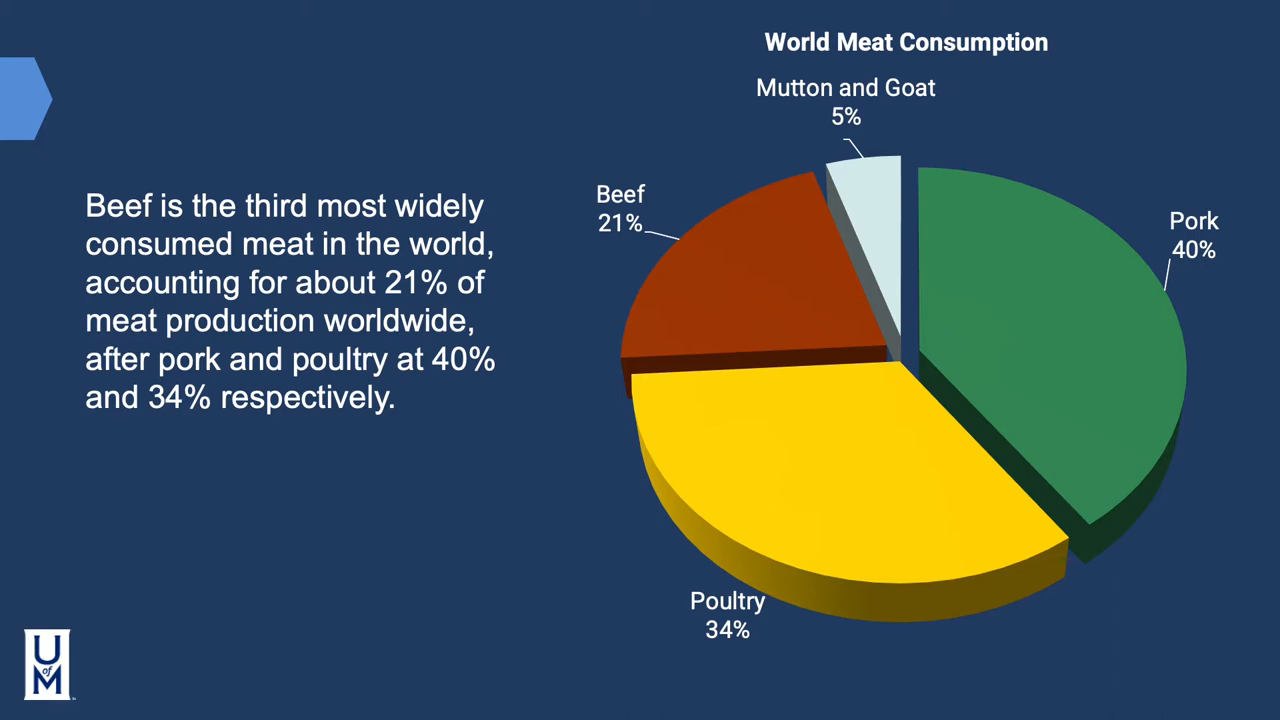 World Meat Consumption
Mutton and Goat
5%
Beef
21%
Pork
40%
Beef is the third most widely
consumed meat in the world,
accounting for about 21% of
meat production worldwide,
after pork and poultry at 40%
and 34% respectively.
Poultry
34%
U
of
M